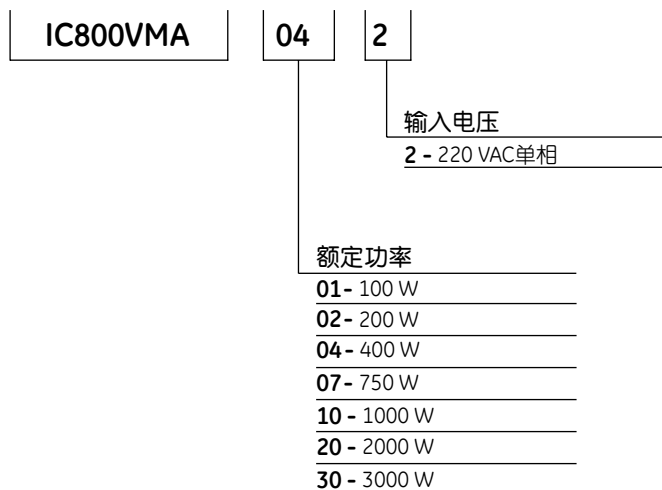 IC800VMA 04 2
输入电压
2 - 220 VAC单相
额定功率
01- 100 W
02- 200 W
04- 400 W
07- 750 W
10 - 1000 W
20 - 2000 W
30 - 3000 W